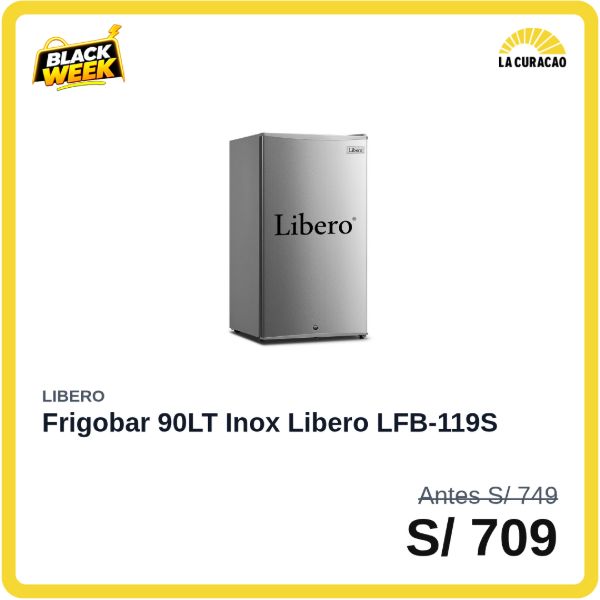 BLACK
WEEK
LA CURACAO
Libero
Libero®
LIBERO
Frigobar 90LT Inox Libero LFB-119S
Antes S/ 749
S/ 709